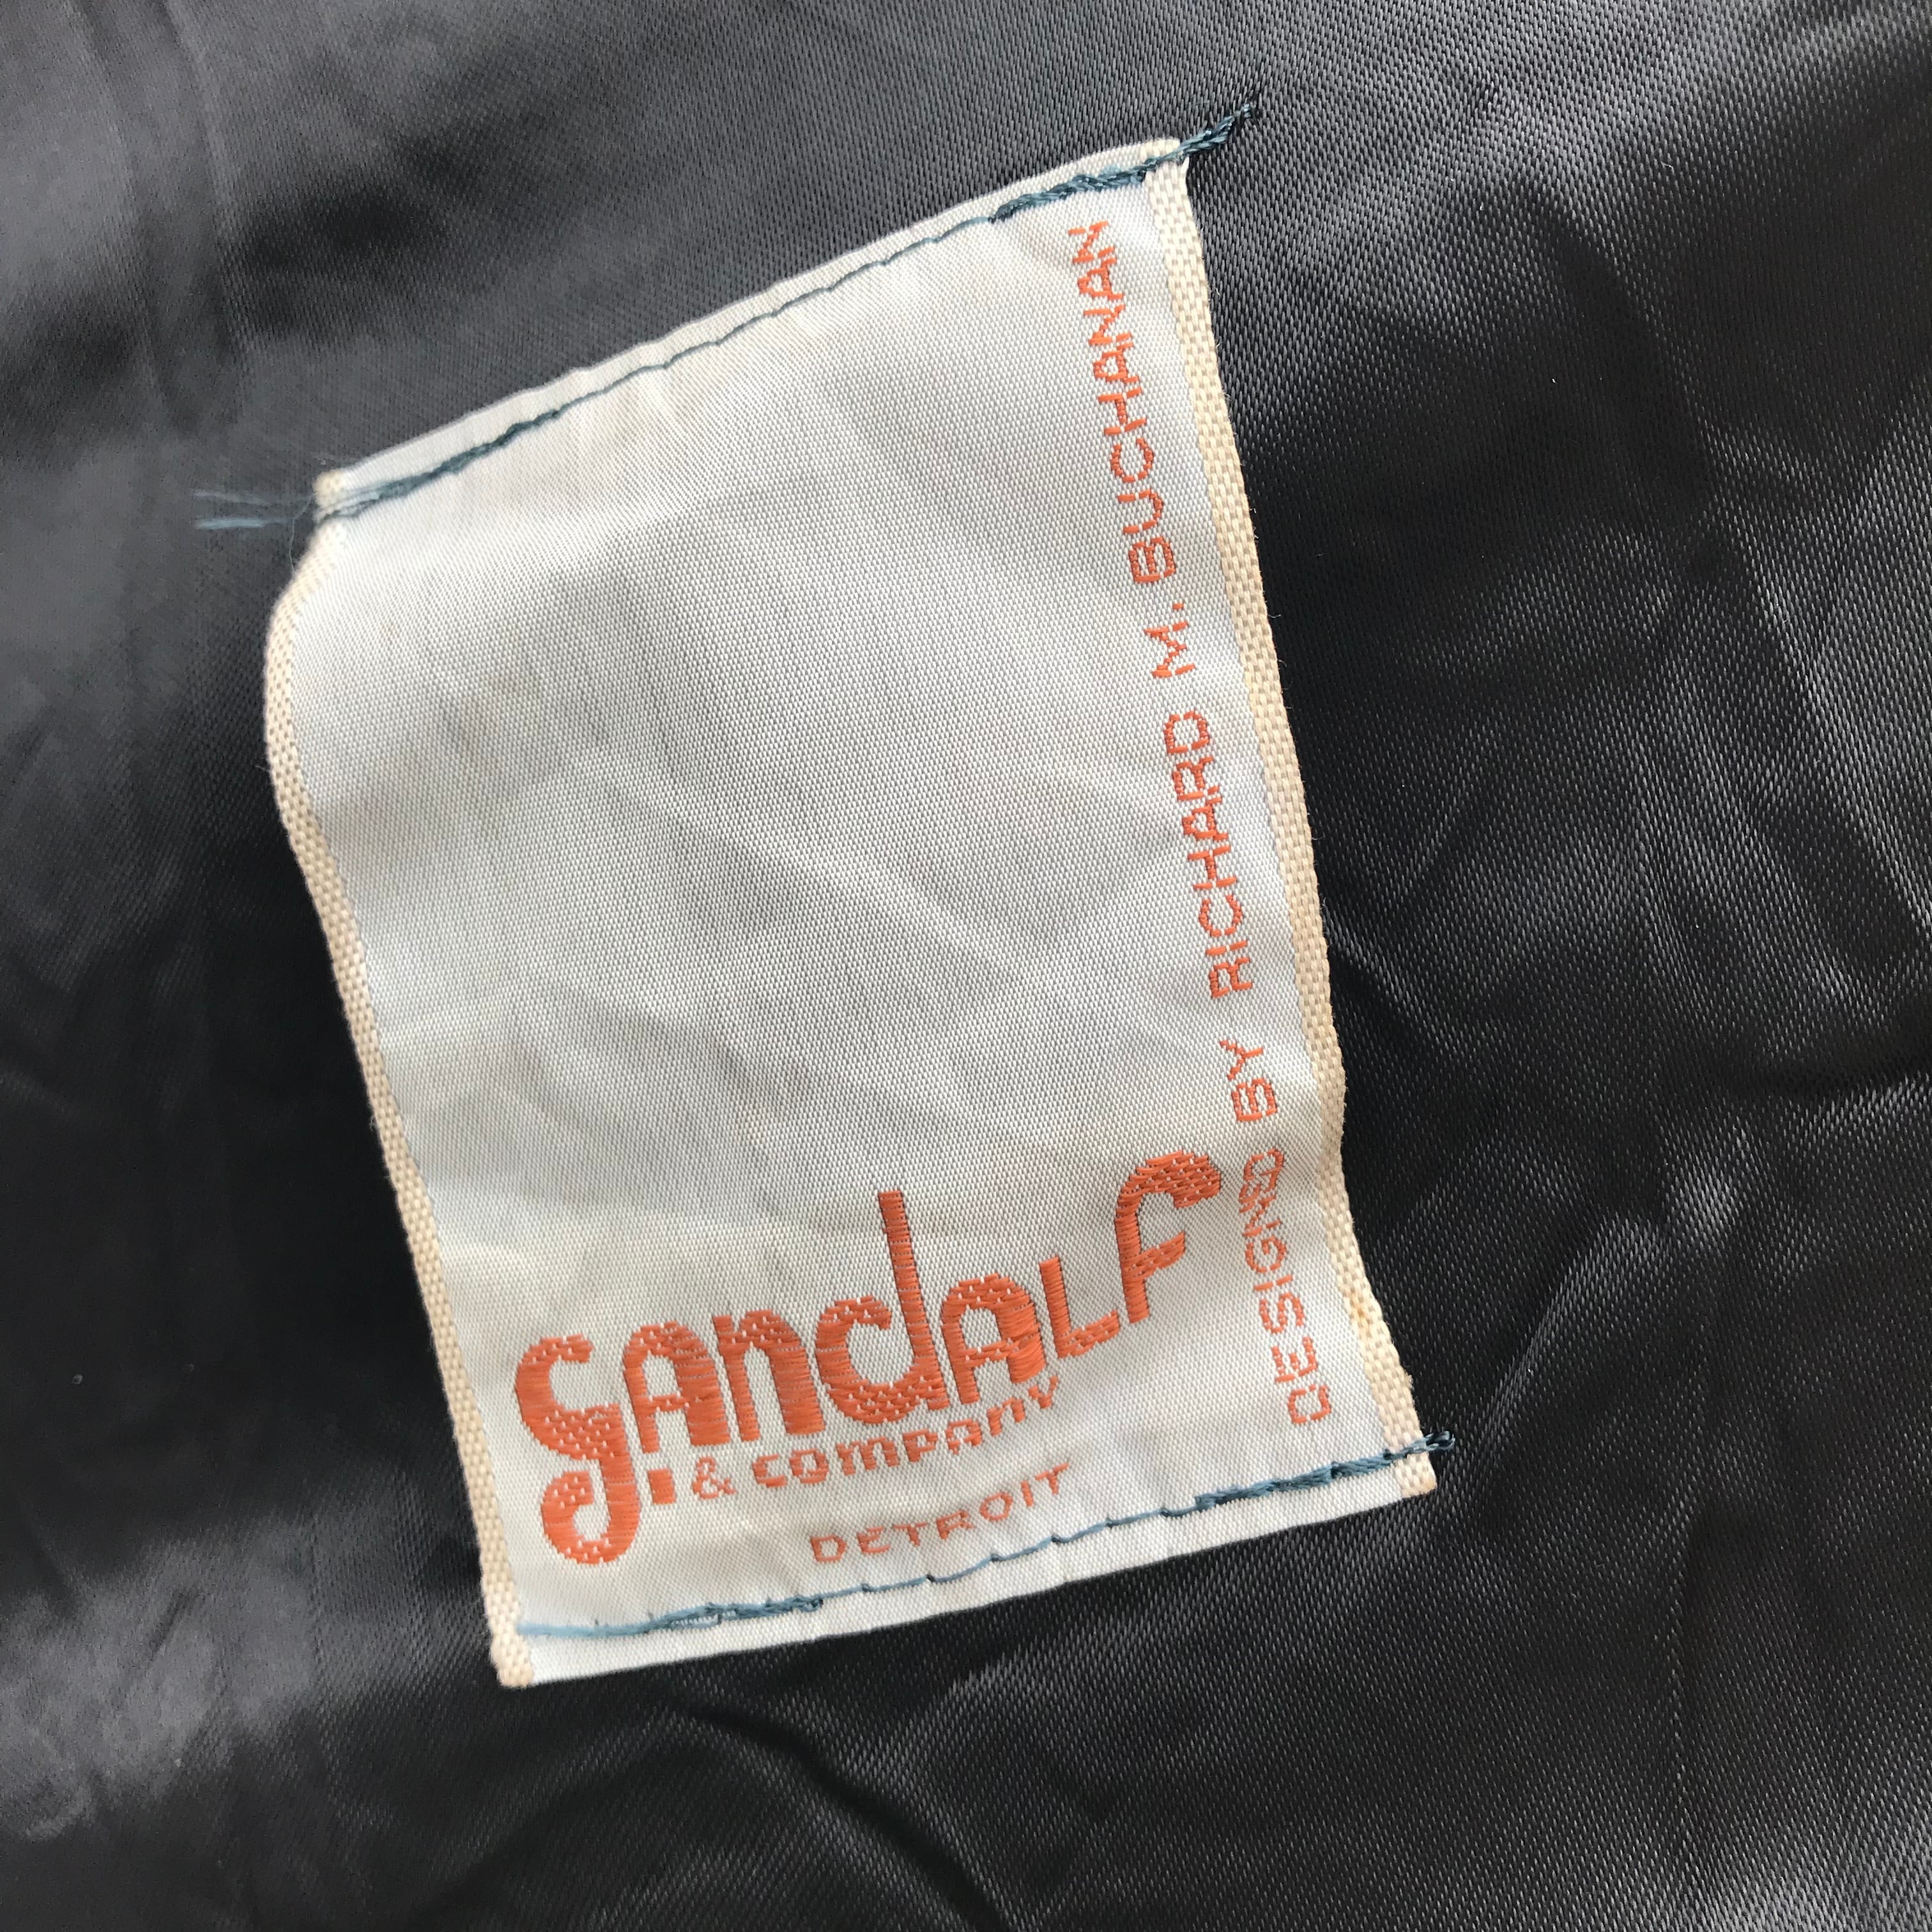 GANDALF
& COMPANY
DETROIT
DESIGNED BY RICHARD M. BUCHANAN